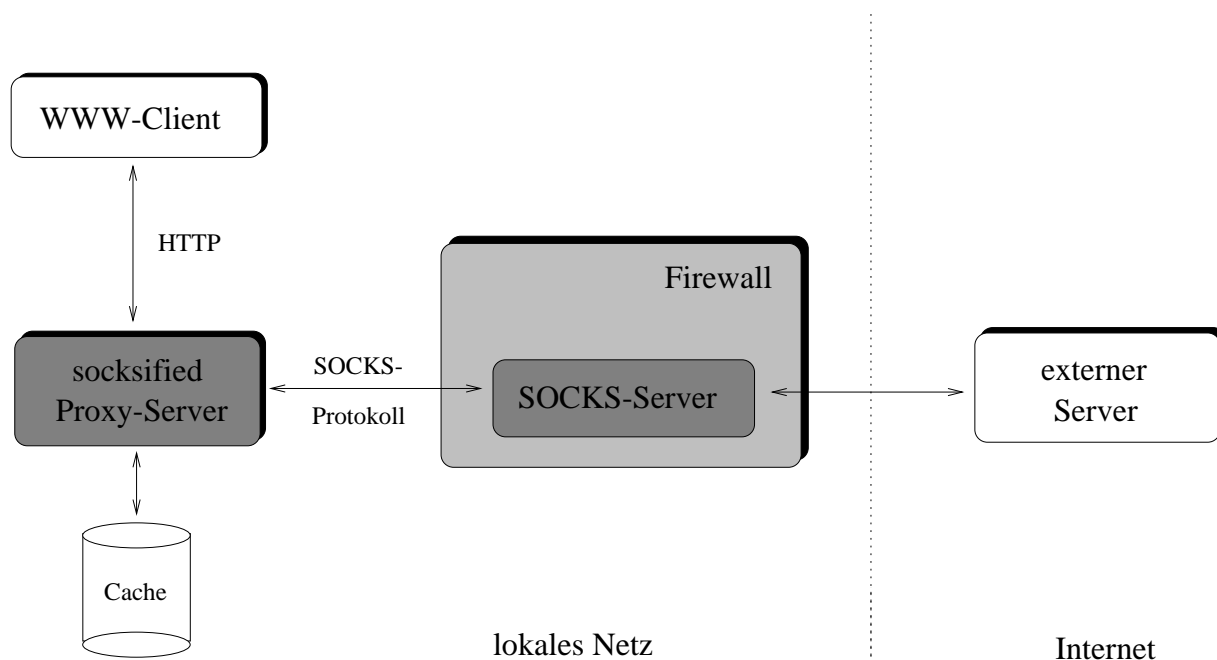 WWW-Client
HTTP
Firewall
socksified
Proxy-Server
SOCKS-
Protokoll
SOCKS-Server
externer
Server
Cache
lokales Netz
Internet